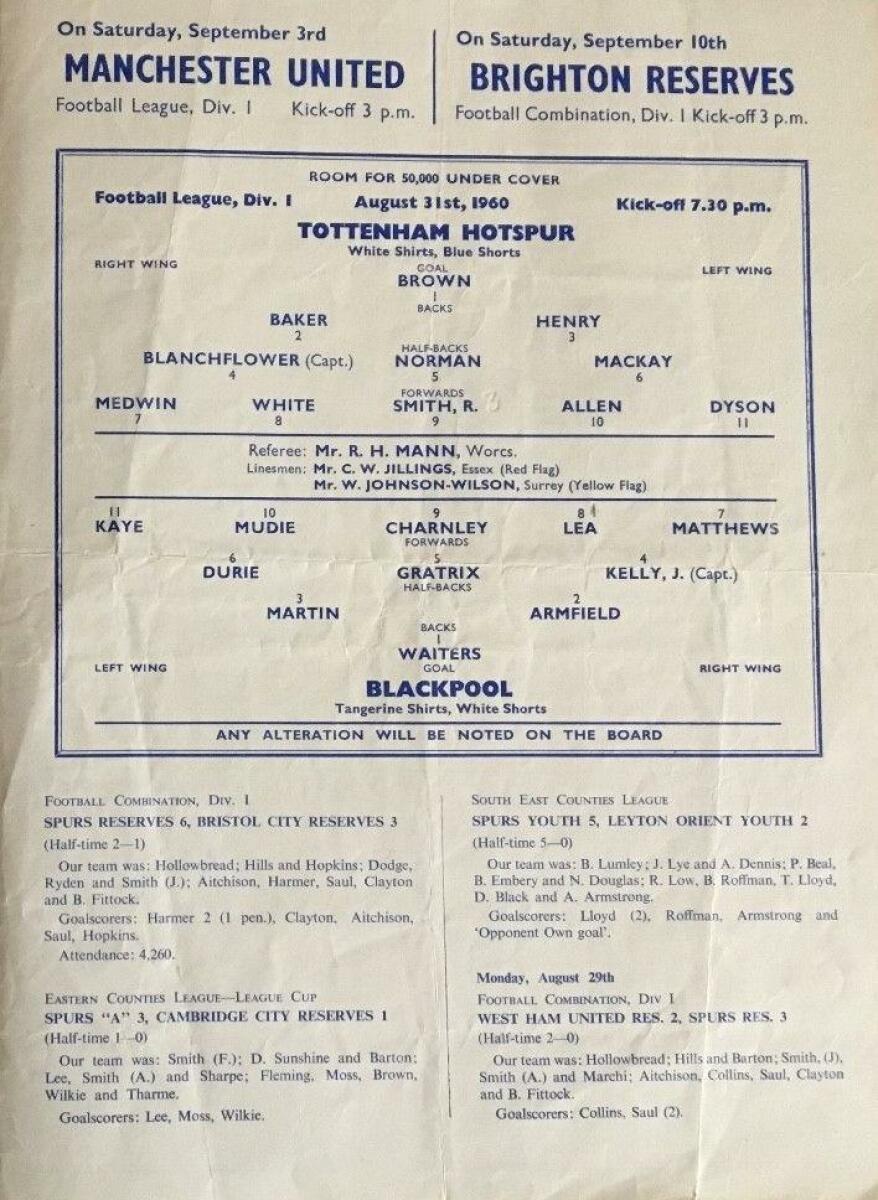 On Saturday, September 3rd
MANCHESTER UNITED
Football League, Div. 1 Kick-off 3 p.m.
On Saturday, September 10th
BRIGHTON RESERVES
Football Combination, Div. 1 Kick-off 3 p.m.
ROOM FOR 50,000 UNDER COVER
Football League, Div. 1 August 31st, 1960 Kick-off 7.30 p.m.
TOTTENHAM HOTSPUR
White Shirts, Blue Shorts
RIGHT WING GOAL LEFT WING
BROWN
1
BACKS
BAKER HENRY
2 3
HALF-BACKS
BLANCHFLOWER (Capt.) NORMAN MACKAY
4 5 6
FORWARDS
MEDWIN WHITE SMITH, R. 3 ALLEN DYSON
7 8 9 10 11
Referee: Mr. R. H. MANN, Worcs.
Linesmen: Mr. C. W. JILLINGS, Essex (Red Flag)
Mr. W. JOHNSON-WILSON, Surrey (Yellow Flag)
11 10 9 8 1 7
KAYE MUDIE CHARNLEY LEA MATTHEWS
FORWARDS
6 5 4
DURIE GRATRIX KELLY, J. (Capt.)
HALF-BACKS
3 2
MARTIN ARMFIELD
BACKS
1
WAITERS
LEFT WING GOAL RIGHT WING
BLACKPOOL
Tangerine Shirts, White Shorts
ANY ALTERATION WILL BE NOTED ON THE BOARD
FOOTBALL COMBINATION, DIV. 1
SPURS RESERVES 6, BRISTOL CITY RESERVES 3
(Half-time 2—1)
Our team was: Hollowbread; Hills and Hopkins; Dodge,
Ryden and Smith (J.); Aitchison, Harmer, Saul, Clayton
and B. Fittock.
Goalscorers: Harmer 2 (1 pen.), Clayton, Aitchison,
Saul, Hopkins.
Attendance: 4,260.
EASTERN COUNTIES LEAGUE—LEAGUE CUP
SPURS "A" 3, CAMBRIDGE CITY RESERVES 1
(Half-time 1—0)
Our team was: Smith (F.); D. Sunshine and Barton;
Lee, Smith (A.) and Sharpe; Fleming, Moss, Brown,
Wilkie and Tharme.
Goalscorers: Lee, Moss, Wilkie.
SOUTH EAST COUNTIES LEAGUE
SPURS YOUTH 5, LEYTON ORIENT YOUTH 2
(Half-time 5—0)
Our team was: B. Lumley; J. Lye and A. Dennis; P. Beal,
B. Embery and N. Douglas; R. Low, B. Roffman, T. Lloyd,
D. Black and A. Armstrong.
Goalscorers: Lloyd (2), Roffman, Armstrong and
'Opponent Own goal'.
Monday, August 29th
FOOTBALL COMBINATION, DIV 1
WEST HAM UNITED RES. 2, SPURS RES. 3
(Half-time 2—0)
Our team was: Hollowbread; Hills and Barton; Smith, (J),
Smith (A.) and Marchi; Aitchison, Collins, Saul, Clayton
and B. Fittock.
Goalscorers: Collins, Saul (2).